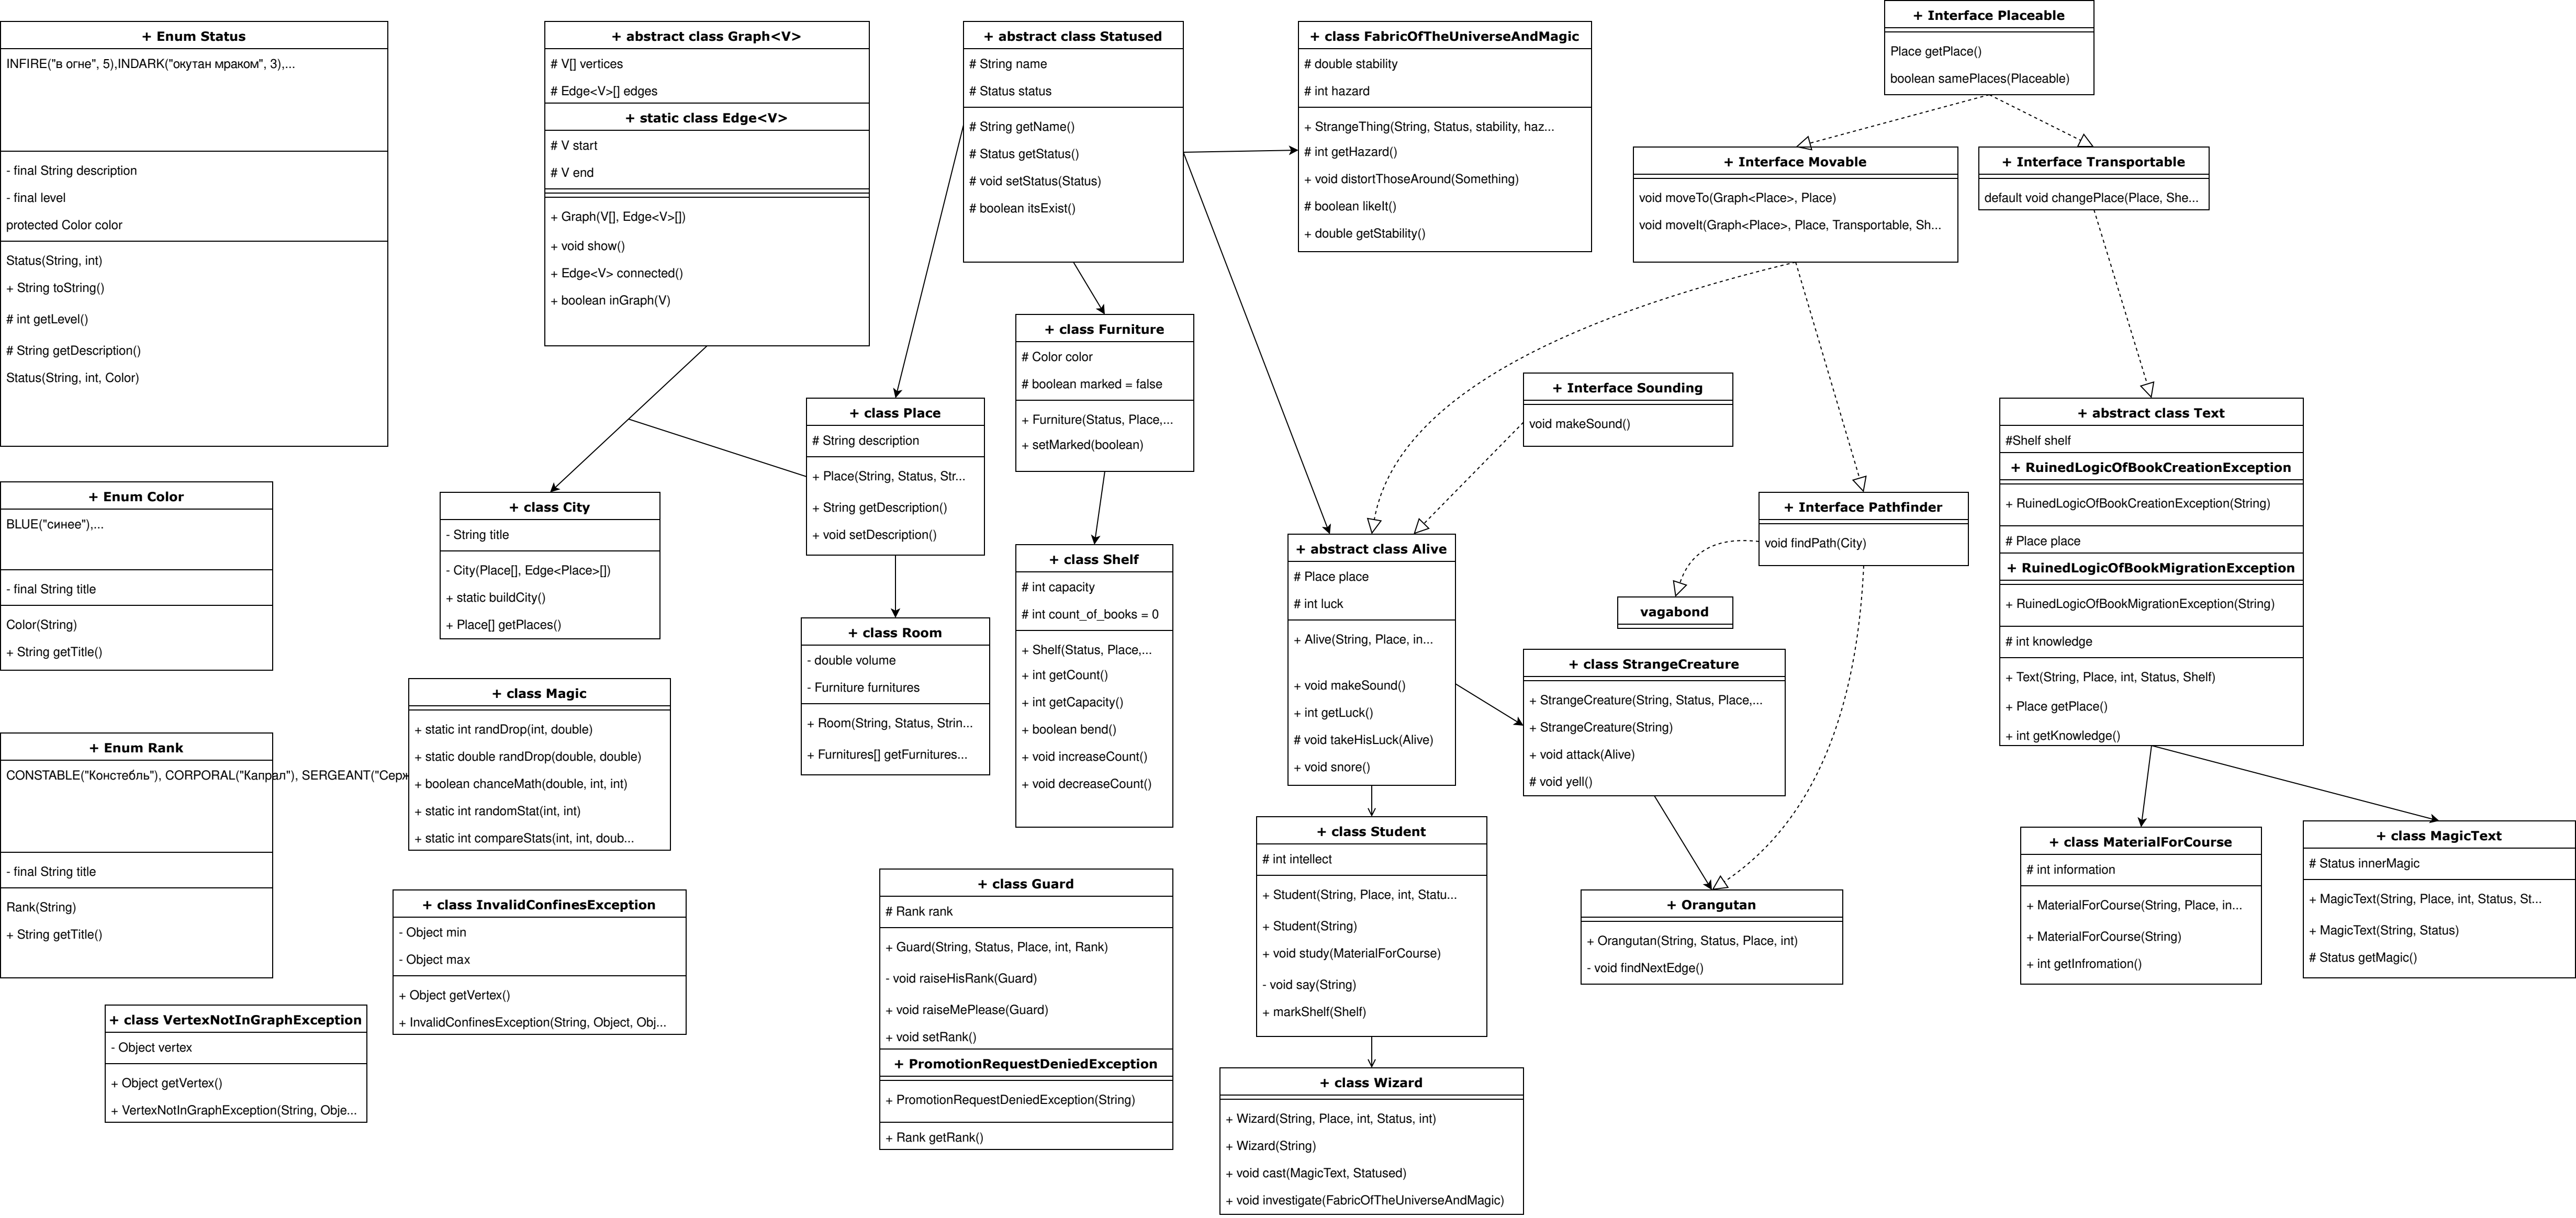 + Enum Status
INFIRE("в огне", 5),INDARK("окутан мраком", 3),...
- final String description
- final level
protected Color color
Status(String, int)
+ String toString()
# int getLevel()
# String getDescription()
Status(String, int, Color)
+ Enum Color
BLUE("синее"),...
- final String title
Color(String)
+ String getTitle()
+ Enum Rank
CONSTABLE("Констебль"), CORPORAL("Капрал"), SERGEANT("Серж
- final String title
Rank(String)
+ String getTitle()
+ class VertexNotInGraphException
- Object vertex
+ Object getVertex()
+ VertexNotInGraphException(String, Obje...
+ abstract class Graph<V>
# V[] vertices
# Edge<V>[] edges
+ static class Edge<V>
# V start
# V end
+ Graph(V[], Edge<V>[])
+ void show()
+ Edge<V> connected()
+ boolean inGraph(V)
+ class City
- String title
- City(Place[], Edge<Place>[])
+ static buildCity()
+ Place[] getPlaces()
+ class Magic
+ static int randDrop(int, double)
+ static double randDrop(double, double)
+ boolean chanceMath(double, int, int)
+ static int randomStat(int, int)
+ static int compareStats(int, int, doub...
+ class InvalidConfinesException
- Object min
- Object max
+ Object getVertex()
+ InvalidConfinesException(String, Object, Obj...
+ abstract class Statused
# String name
# Status status
# String getName()
# Status getStatus()
# void setStatus(Status)
# boolean itsExist()
+ class Place
# String description
+ Place(String, Status, Str...
+ String getDescription()
+ void setDescription()
+ class Room
- double volume
- Furniture furnitures
+ Room(String, Status, Strin...
+ Furnitures[] getFurnitures...
+ class Furniture
# Color color
# boolean marked = false
+ Furniture(Status, Place,...
+ setMarked(boolean)
+ class Shelf
# int capacity
# int count_of_books = 0
+ Shelf(Status, Place,...
+ int getCount()
+ int getCapacity()
+ boolean bend()
+ void increaseCount()
+ void decreaseCount()
+ class Guard
# Rank rank
+ Guard(String, Status, Place, int, Rank)
- void raiseHisRank(Guard)
+ void raiseMePlease(Guard)
+ void setRank()
+ PromotionRequestDeniedException
+ PromotionRequestDeniedException(String)
+ Rank getRank()
+ class FabricOfTheUniverseAndMagic
# double stability
# int hazard
+ StrangeThing(String, Status, stability, haz...
# int getHazard()
+ void distortThoseAround(Something)
# boolean likeIt()
+ double getStability()
+ abstract class Alive
# Place place
# int luck
+ Alive(String, Place, in...
+ void makeSound()
+ int getLuck()
# void takeHisLuck(Alive)
+ void snore()
+ class Student
# int intellect
+ Student(String, Place, int, Statu...
+ Student(String)
+ void study(MaterialForCourse)
- void say(String)
+ markShelf(Shelf)
+ class Wizard
+ Wizard(String, Place, int, Status, int)
+ Wizard(String)
+ void cast(MagicText, Statused)
+ void investigate(FabricOfTheUniverseAndMagic)
+ Interface Placeable
Place getPlace()
boolean samePlaces(Placeable)
+ Interface Movable
void moveTo(Graph<Place>, Place)
void moveIt(Graph<Place>, Place, Transportable, Sh...
+ Interface Transportable
default void changePlace(Place, She...
+ Interface Sounding
void makeSound()
+ Interface Pathfinder
void findPath(City)
vagabond
+ class StrangeCreature
+ StrangeCreature(String, Status, Place,...
+ StrangeCreature(String)
+ void attack(Alive)
# void yell()
+ Orangutan
+ Orangutan(String, Status, Place, int)
- void findNextEdge()
+ abstract class Text
#Shelf shelf
+ RuinedLogicOfBookCreationException
+ RuinedLogicOfBookCreationException(String)
# Place place
+ RuinedLogicOfBookMigrationException
+ RuinedLogicOfBookMigrationException(String)
# int knowledge
+ Text(String, Place, int, Status, Shelf)
+ Place getPlace()
+ int getKnowledge()
+ class MaterialForCourse
# int information
+ MaterialForCourse(String, Place, in...
+ MaterialForCourse(String)
+ int getInfromation()
+ class MagicText
# Status innerMagic
+ MagicText(String, Place, int, Status, St...
+ MagicText(String, Status)
# Status getMagic()